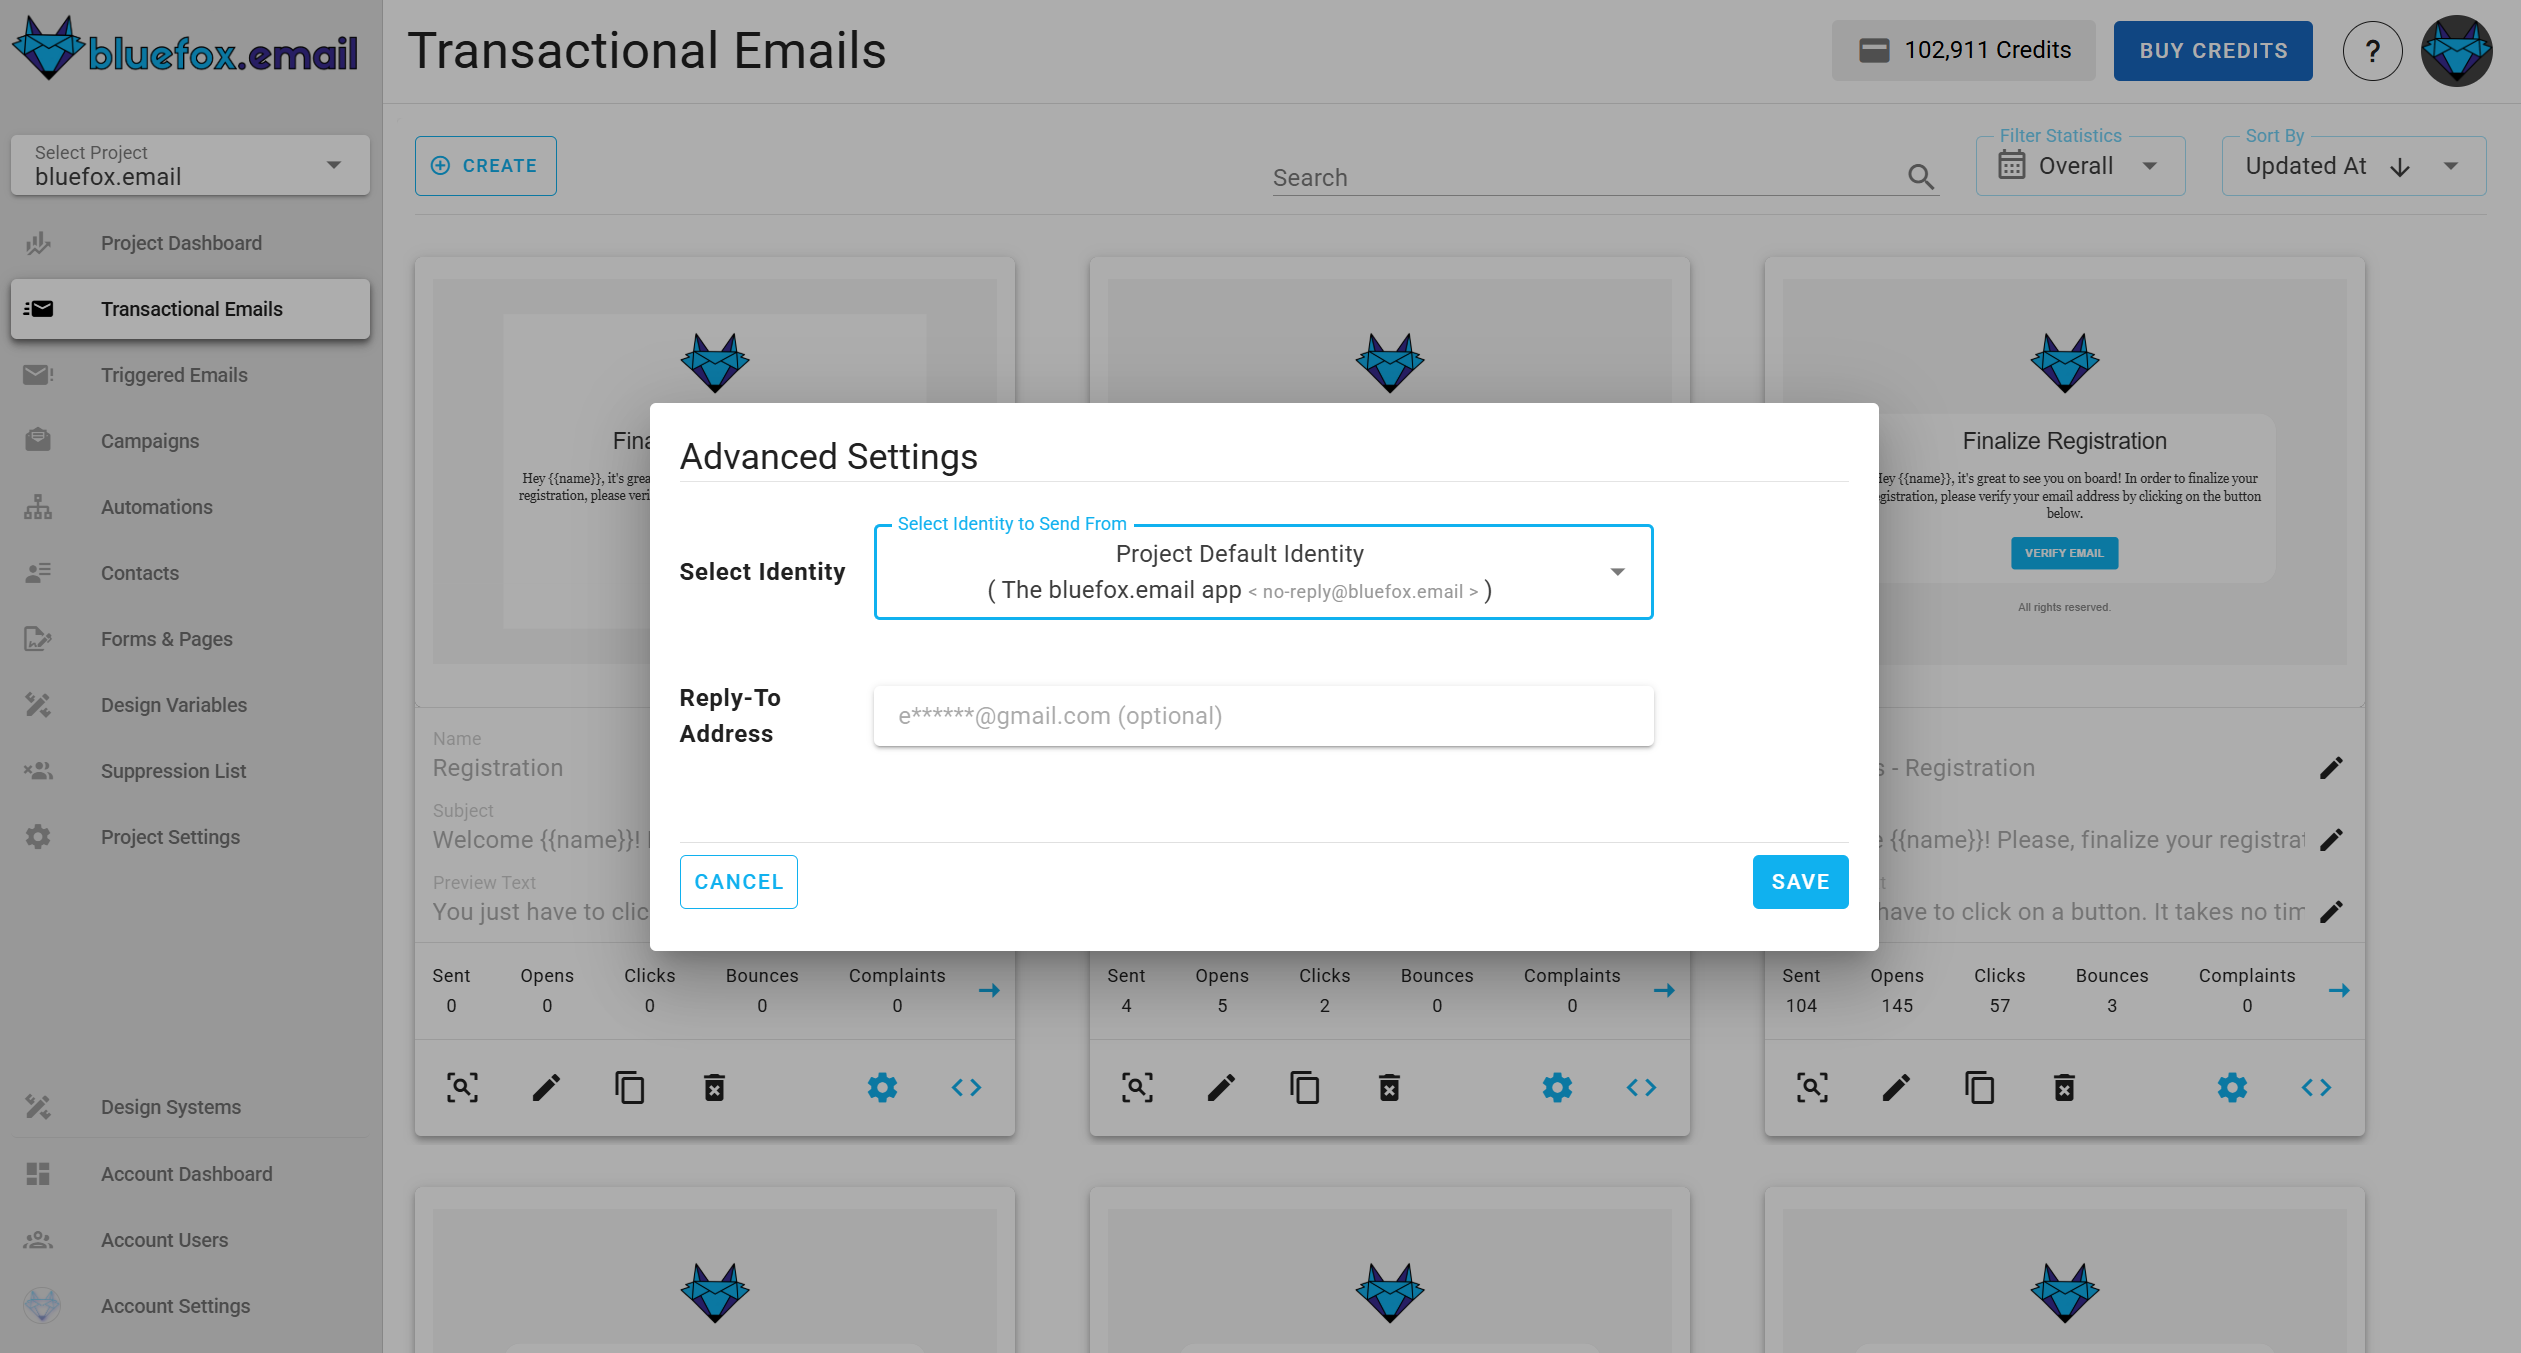 bluefox.email
Transactional Emails
102,911 Credits
BUY CREDITS
?
Select Project
bluefox.email
Project Dashboard
Transactional Emails
Triggered Emails
Campaigns
Automations
Contacts
Forms & Pages
Design Variables
Suppression List
Project Settings
Design Systems
Account Dashboard
Account Users
Account Settings
CREATE
Search
Filter Statistics
Overall
Sort By
Updated At
Hey {{name}}, it's
registration, please
Name
Registration
Subject
Welcome {{name}}!
Preview Text
You just have to
Sent Opens Clicks Bounces Complaints
0 0 0 0 0
Sent Opens Clicks Bounces Complaints
4 5 2 0 0
Finalize Registration
Hey {{name}}, it's great to see you on board! In order to finalize your
registration, please verify your email address by clicking on the button
below.
VERIFY EMAIL
All rights reserved.
- Registration
{{name}}! Please, finalize your
have to click on a button. It takes no
Sent Opens Clicks Bounces Complaints
104 145 57 3 0
Advanced Settings
Select Identity
Select Identity to Send From
Project Default Identity
( The bluefox.email app < no-reply@bluefox.email > )
Reply-To
Address
e******@gmail.com (optional)
CANCEL
SAVE